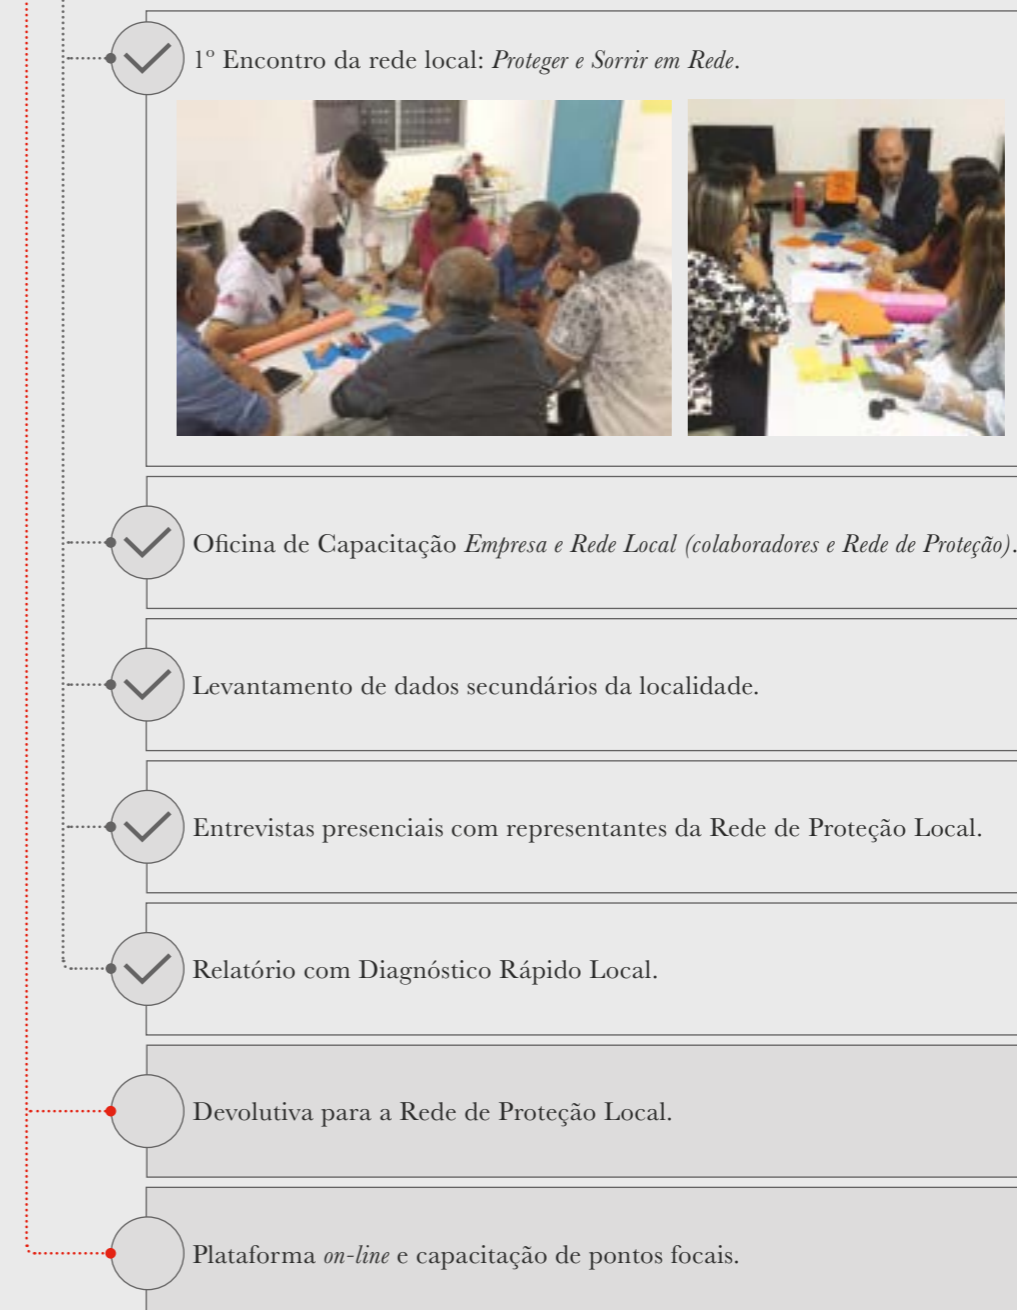 1º Encontro da rede local: Proteger e Sorrir em Rede.
Oficina de Capacitação Empresa e Rede Local (colaboradores e Rede de Proteção).
Levantamento de dados secundários da localidade.
Entrevistas presenciais com representantes da Rede de Proteção Local.
Relatório com Diagnóstico Rápido Local.
Devolutiva para a Rede de Proteção Local.
Plataforma on-line e capacitação de pontos focais.